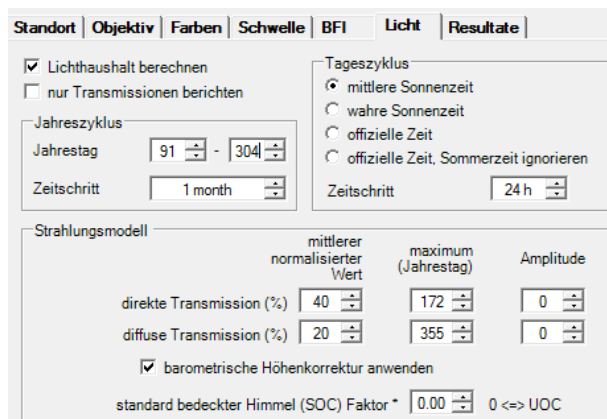 Standort Objektiv Farben Schwelle BFI Licht Resultate
Lichthaushalt berechnen
nur Transmissionen berichten
Jahreszyklus
Jahrestag 91 - 304
Zeitschritt 1 month
Tageszyklus
mittlere Sonnenzeit
wahre Sonnenzeit
offizielle Zeit
offizielle Zeit, Sommerzeit ignorieren
Zeitschritt 24 h
Strahlungsmodell
mittlerer
normalisierter
Wert
maximum
(Jahrestag)
Amplitude
direkte Transmission (%) 40 172 0
diffuse Transmission (%) 20 355 0
barometrische Höhenkorrektur anwenden
standard bedeckter Himmel (SOC) Faktor * 0.00 0 <=> UOC